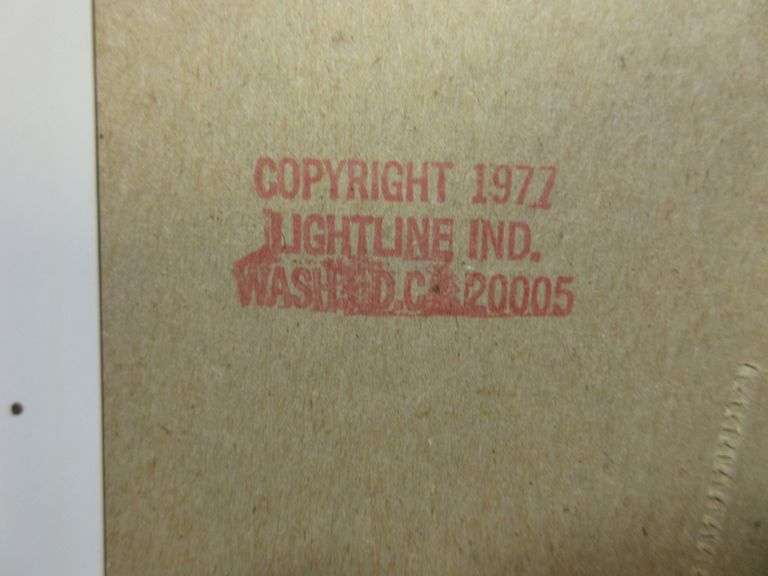 COPYRIGHT 1977
LIGHTLINE IND.
WASH. D.C. 20005